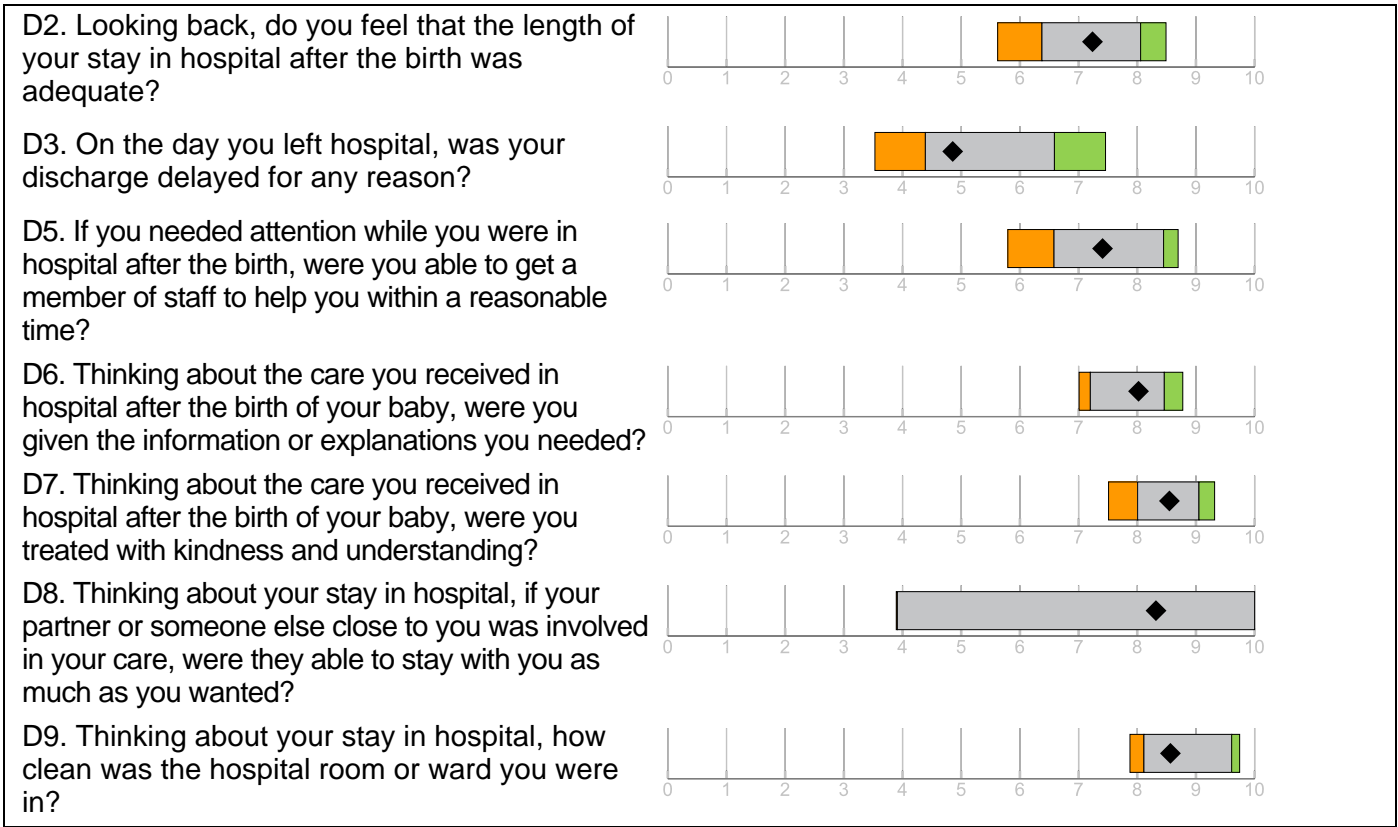 D2. Looking back, do you feel that the length of
your stay in hospital after the birth was
adequate?
0 1 2 3 4 5 6 7 8 9 10
D3. On the day you left hospital, was your
discharge delayed for any reason?
0 1 2 3 4 5 6 7 8 9 10
D5. If you needed attention while you were in
hospital after the birth, were you able to get a
member of staff to help you within a reasonable
time?
0 1 2 3 4 5 6 7 8 9 10
D6. Thinking about the care you received in
hospital after the birth of your baby, were you
given the information or explanations you needed?
0 1 2 3 4 5 6 7 8 9 10
D7. Thinking about the care you received in
hospital after the birth of your baby, were you
treated with kindness and understanding?
0 1 2 3 4 5 6 7 8 9 10
D8. Thinking about your stay in hospital, if your
partner or someone else close to you was involved
in your care, were they able to stay with you as
much as you wanted?
0 1 2 3 4 5 6 7 8 9 10
D9. Thinking about your stay in hospital, how
clean was the hospital room or ward you were
in?
0 1 2 3 4 5 6 7 8 9 10